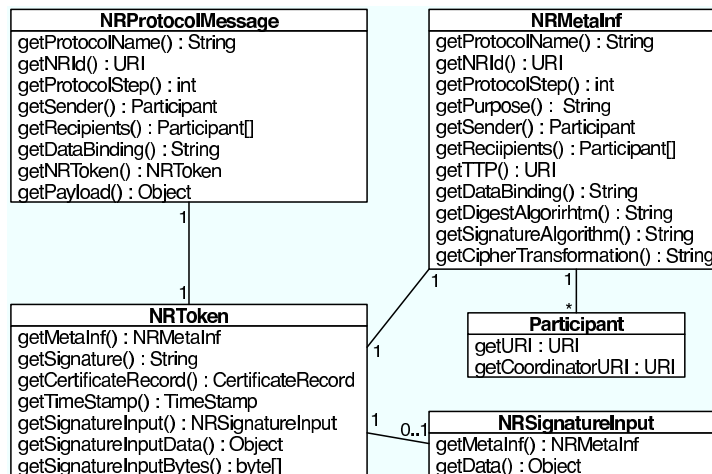 NRProtocolMessage
getProtocolName() : String
getNRId() : URI
getProtocolStep() : int
getSender() : Participant
getRecipients() : Participant[]
getDataBinding() : String
getNRToken() : NRToken
getPayload() : Object
NRMetaInf
getProtocolName() : String
getNRId() : URI
getProtocolStep() : int
getPurpose() : String
getSender() : Participant
getReciipients() : Participant[]
getTTP() : URI
getDataBinding() : String
getDigestAlgorirhtm() : String
getSignatureAlgorithm() : String
getCipherTransformation() : String
1
1
1
1
1
*
NRToken
getMetaInf() : NRMetaInf
getSignature() : String
getCertificateRecord() : CertificateRecord
getTimeStamp() : TimeStamp
getSignatureInput() : NRSignatureInput
getSignatureInputData() : Object
getSignatureInputBytes() : byte[]
Participant
getURI : URI
getCoordinatorURI : URI
1
0..1
NRSignatureInput
getMetaInf() : NRMetaInf
getData() : Object